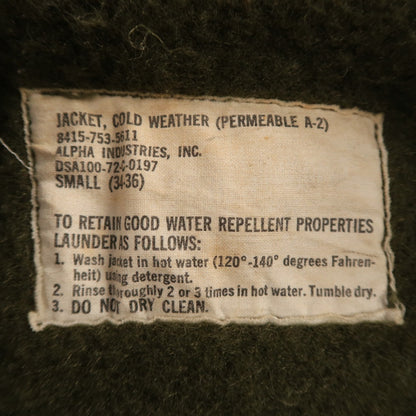 JACKET, COLD WEATHER (PERMEABLE A-2)
8415-753-5611
ALPHA INDUSTRIES, INC.
DSA100-724-0197
SMALL (34-36)
TO RETAIN GOOD WATER REPELLENT PROPERTIES
LAUNDER AS FOLLOWS:
1. Wash jacket in hot water (120°-140° degrees Fahren-
heit) using detergent.
2. Rinse thoroughly 2 or 3 times in hot water. Tumble dry.
3. DO NOT DRY CLEAN.